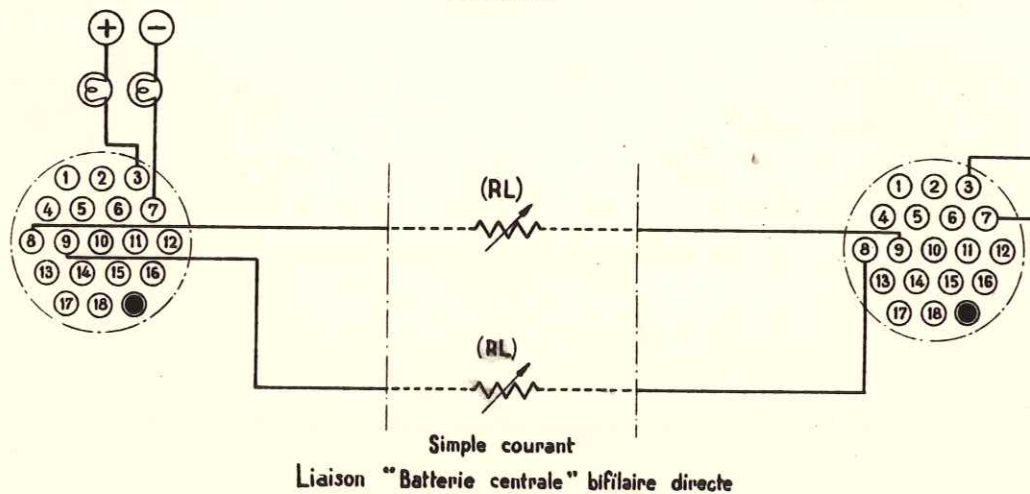 + −
1 2 3
4 5 6 7
8 9 10 11 12
13 14 15 16
17 18
(RL)
(RL)
1 2 3
4 5 6 7
8 9 10 11 12
13 14 15 16
17 18
Simple courant
Liaison "Batterie centrale" bifilaire directe